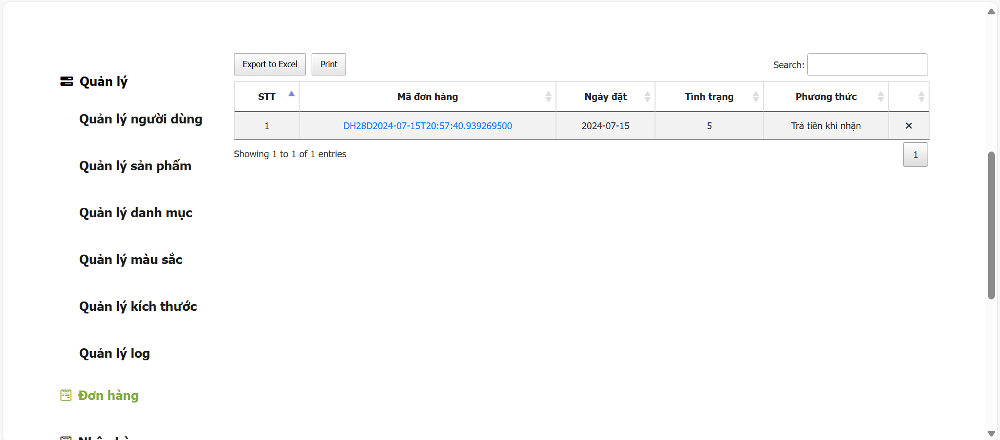 Quản lý
Quản lý người dùng
Quản lý sản phẩm
Quản lý danh mục
Quản lý màu sắc
Quản lý kích thước
Quản lý log
Đơn hàng
Export to Excel Print Search:
STT Mã đơn hàng Ngày đặt Tình trạng Phương thức
1 DH28D2024-07-15T20:57:40.939269500 2024-07-15 5 Trả tiền khi nhận ×
Showing 1 to 1 of 1 entries 1